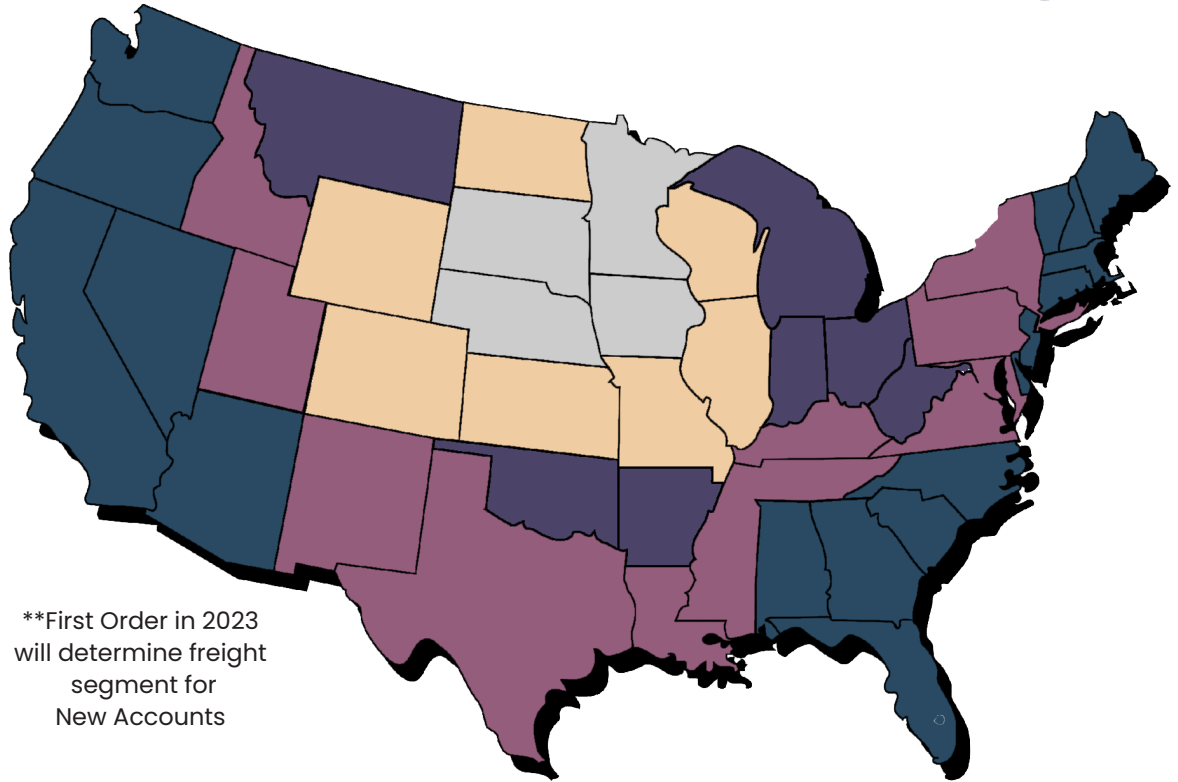 **First Order in 2023
will determine freight
segment for
New Accounts